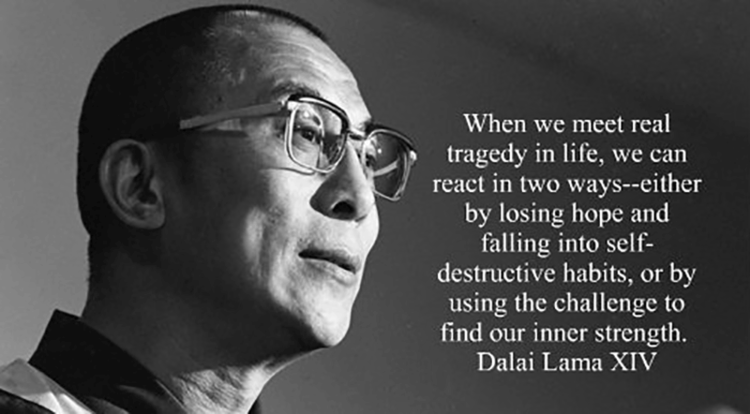 When we meet real
tragedy in life, we can
react in two ways--either
by losing hope and
falling into self-
destructive habits, or by
using the challenge to
find our inner strength.
Dalai Lama XIV